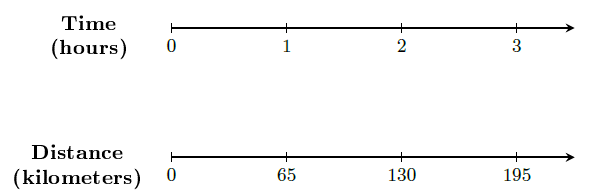 Time
(hours)
0 1 2 3
Distance
(kilometers)
0 65 130 195